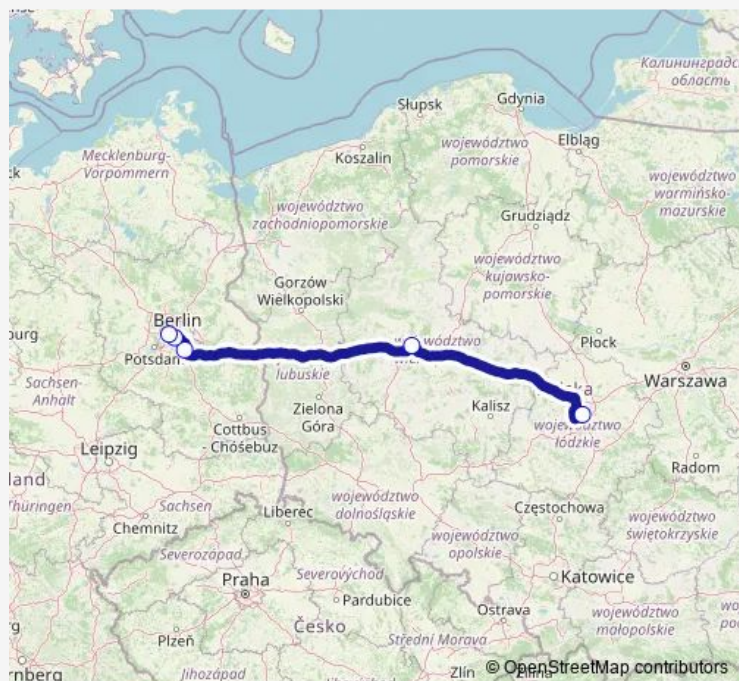 Słupsk
Gdynia
Калининградс
область
Elbląg
Koszalin
województwo
pomorskie
Mecklenburg-
Vorpommern
województwo
warmińsko-
mazurskie
województwo
zachodniopomorskie
Grudziądz
województwo
kujawsko-
pomorskie
Gorzów
Wielkopolski
Berlin
Potsdam
Płock
Warszawa
Sachsen-
Anhalt
lubuskie
Zielona
Góra
Kalisz
województwo
łódzkie
Cottbus
- Chóśebuz
Leipzig
Radom
Thüringen
Sachsen
Chemnitz
Liberec
województwo
dolnośląskie
Częstochowa
województwo
świętokrzyskie
województwo
opolskie
Severozápad
Praha
Severovýchod
Pardubice
Katowice
województwo
małopolskie
Ostrava
Plzeň
Česko
Střední Morava
Jihozápad
Zlín
© OpenStreetMap contributors